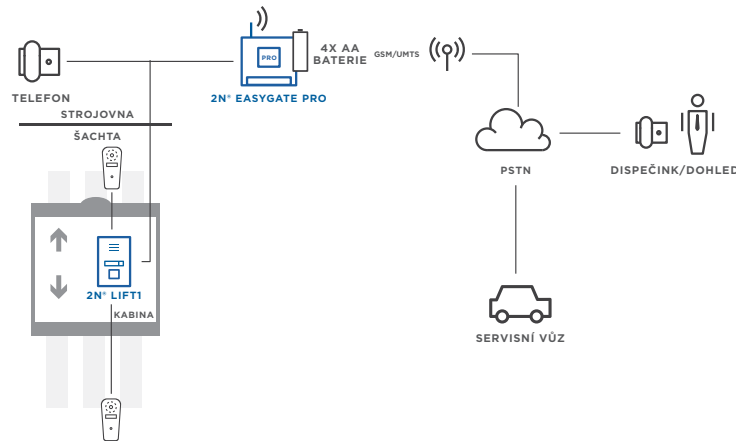 PRO
4X AA
BATERIE
GSM/UMTS
TELEFON
2N® EASYGATE PRO
STROJOVNA
ŠACHTA
PSTN
DISPEČINK/DOHLED
2N® LIFT1
KABINA
SERVISNÍ VŮZ